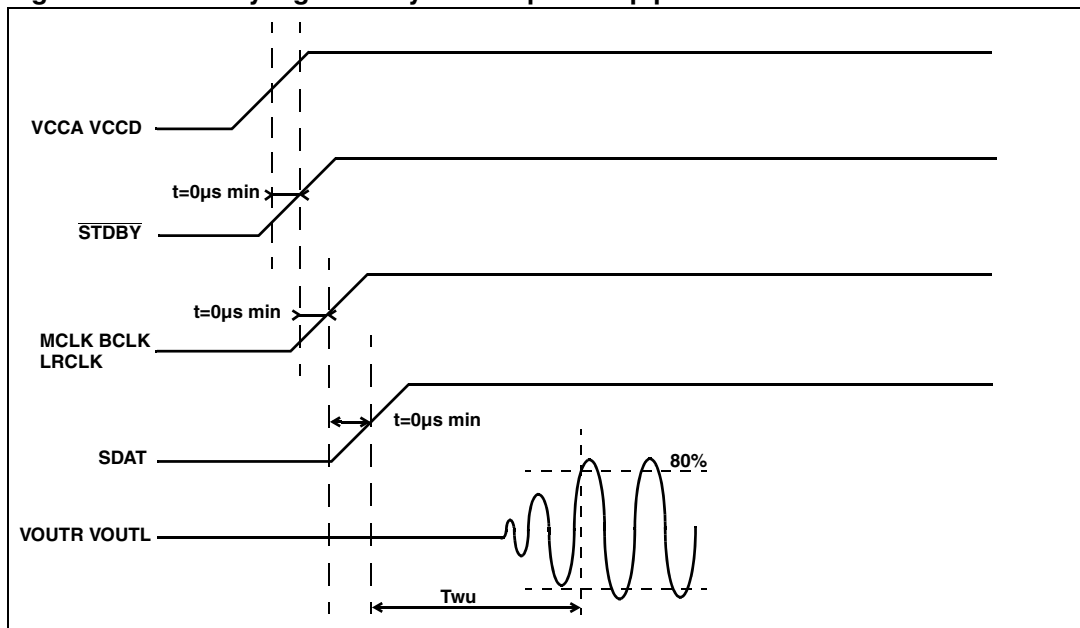 VCCA VCCD
t=0µs min
STDBY
t=0µs min
MCLK BCLK
LRCLK
t=0µs min
SDAT
80%
VOUTR VOUTL
Twu